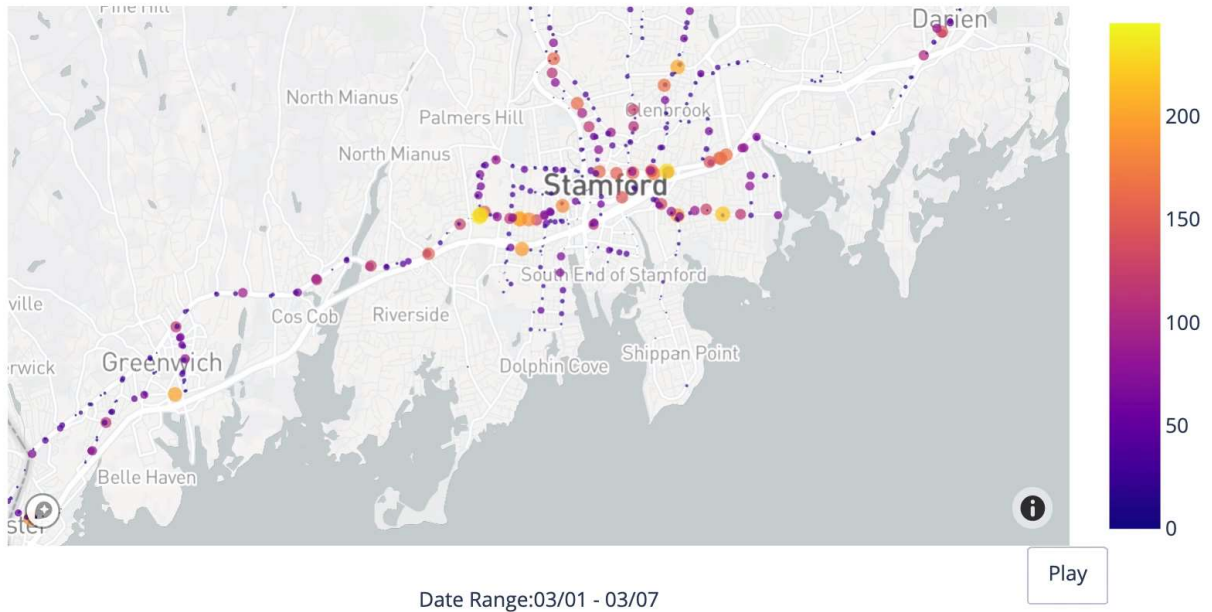 Pine Hill
Darien
North Mianus
Palmers Hill
Glenbrook
North Mianus
Stamford
South End of Stamford
ville
Cos Cob
Riverside
Greenwich
erwick
Dolphin Cove
Shippan Point
Belle Haven
ster
200
150
100
50
0
Play
Date Range:03/01 - 03/07